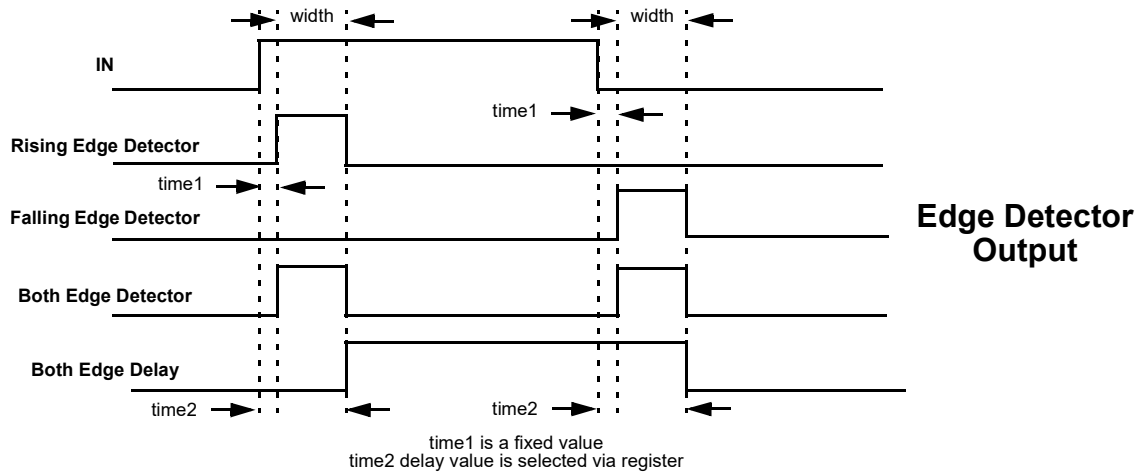 width
width
IN
time1
Rising Edge Detector
time1
Falling Edge Detector
Edge Detector
Output
Both Edge Detector
Both Edge Delay
time2
time2
time1 is a fixed value
time2 delay value is selected via register